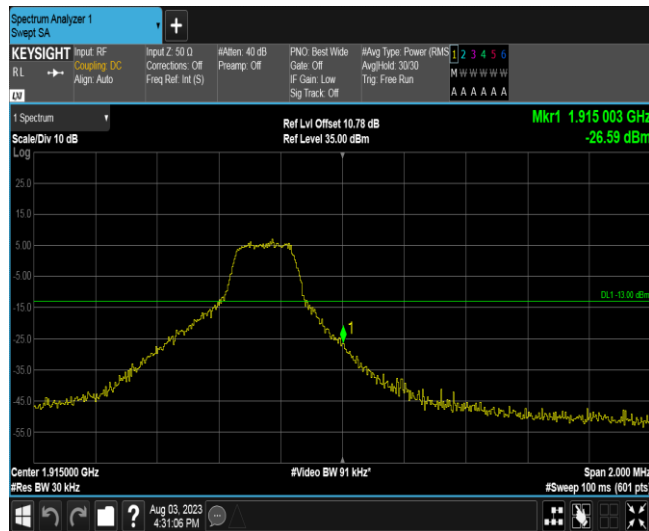 Spectrum Analyzer 1
Swept SA
KEYSIGHT
RL
LXI
Input: RF
Coupling: DC
Align: Auto
Input Z: 50 Ω
Corrections: Off
Freq Ref: Int (S)
#Atten: 40 dB
Preamp: Off
PNO: Best Wide
Gate: Off
IF Gain: Low
Sig Track: Off
#Avg Type: Power (RMS
Avg|Hold: 30/30
Trig: Free Run
1 2 3 4 5 6
M W W W W W
A A A A A A
1 Spectrum
Scale/Div 10 dB
Log
Ref Lvl Offset 10.78 dB
Ref Level 35.00 dBm
Mkr1 1.915 003 GHz
-26.59 dBm
25.0
15.0
5.00
-5.00
-15.0
-25.0
-35.0
-45.0
-55.0
DL1 -13.00 dBm
1
Center 1.915000 GHz
#Res BW 30 kHz
#Video BW 91 kHz*
Span 2.000 MHz
#Sweep 100 ms (601 pts)
?
Aug 03, 2023
4:31:06 PM